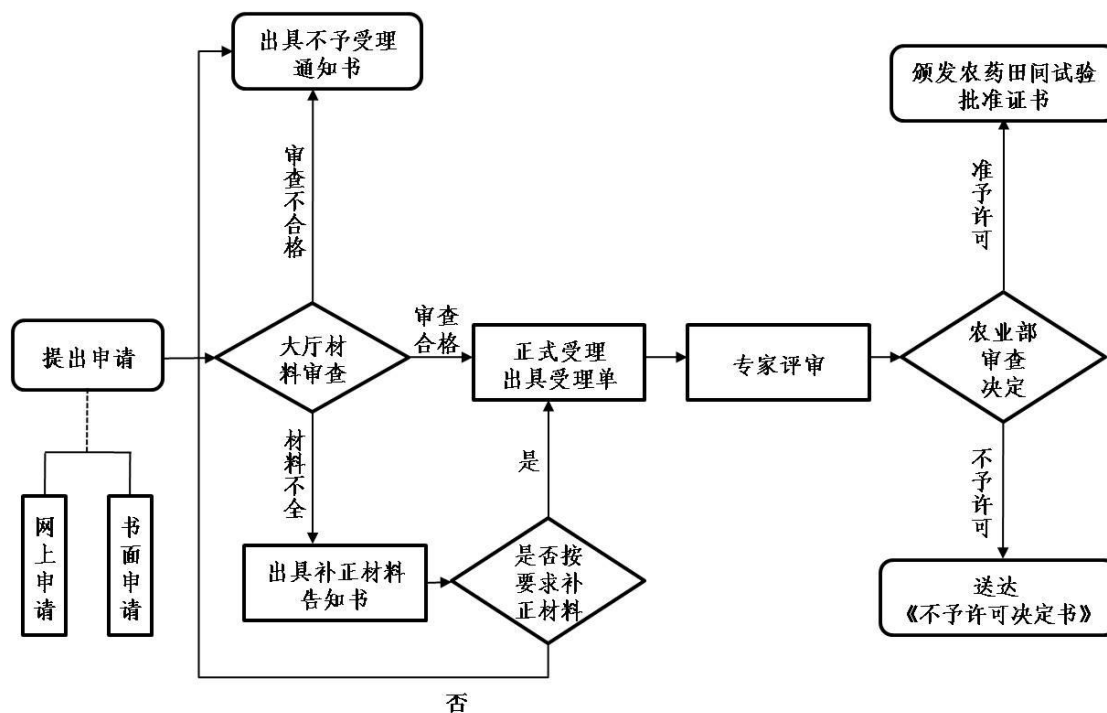 出具不予受理
通知书
颁发农药田间试验
批准证书
审查不合格
准予许可
提出申请
大厅材
料审查
审查
合格
正式受理
出具受理单
专家评审
农业部
审查
决定
材料不全
是
不予许可
网上申请
书面申请
出具补正材料
告知书
是否按
要求补
正材料
送达
《不予许可决定书》
否